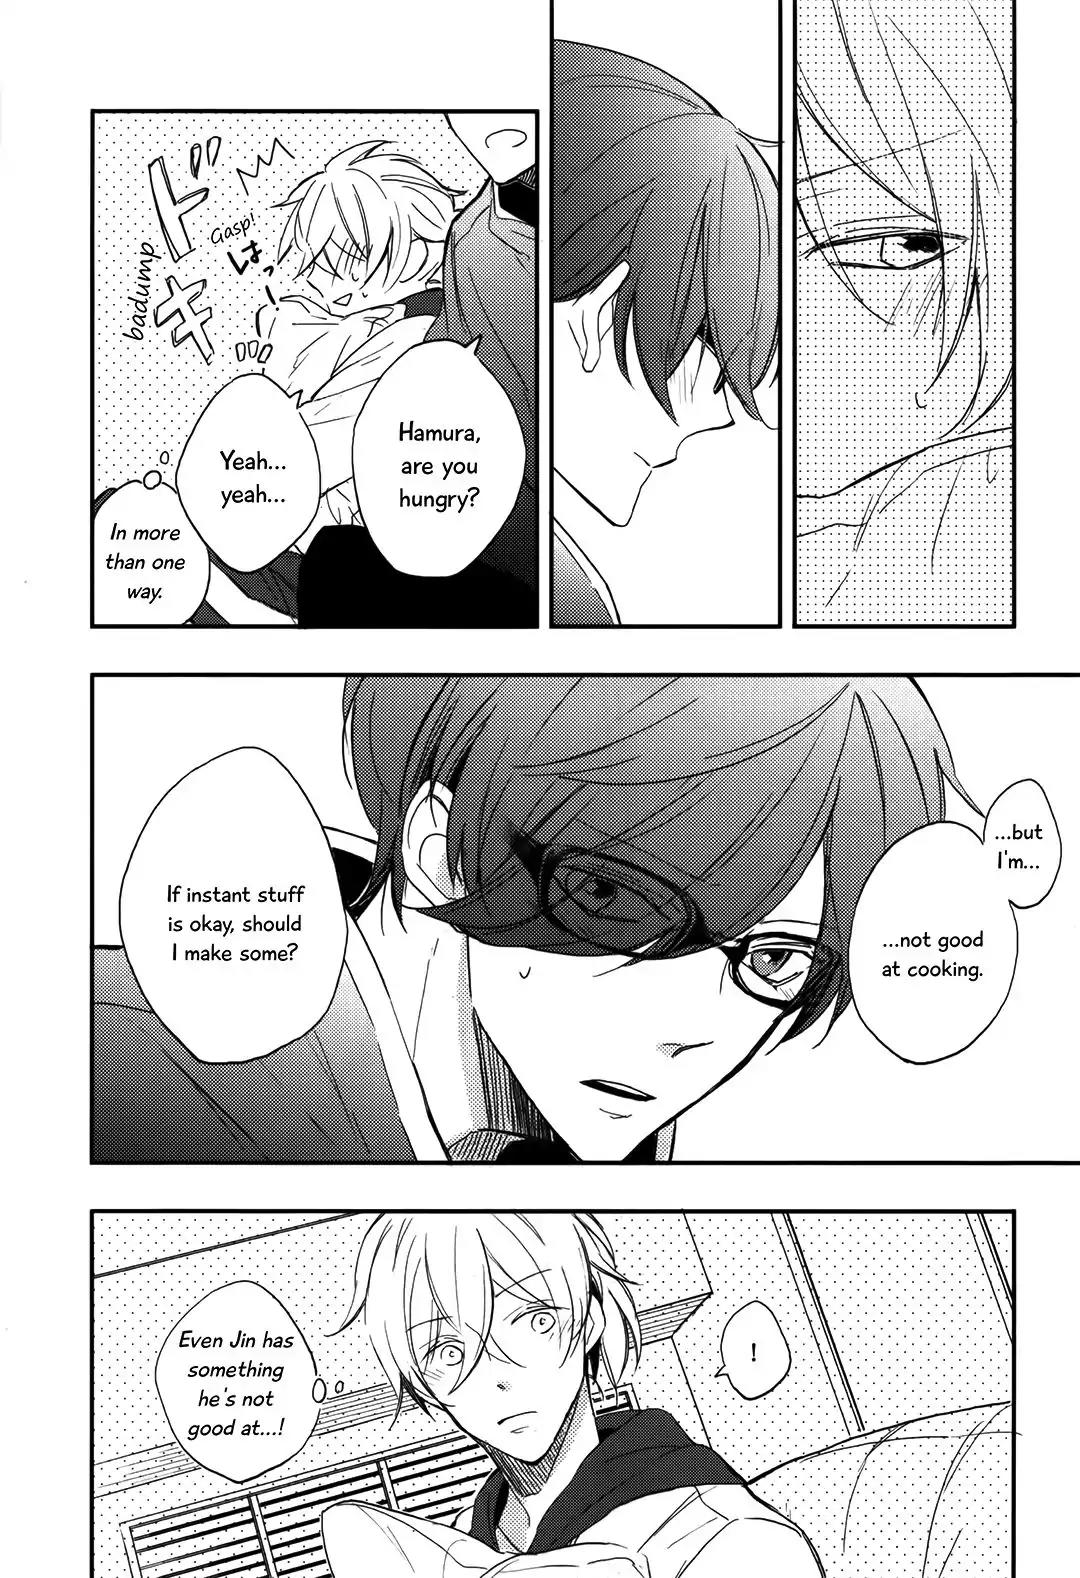 Hamura,
are you
hungry?
ドキ
badump
Gasp!
はっ!
Yeah...
yeah...
In more
than one
way.
...but
I'm...
...not good
at cooking.
If instant stuff
is okay, should
I make some?
!
Even Jin has
something
he's not
good at...!